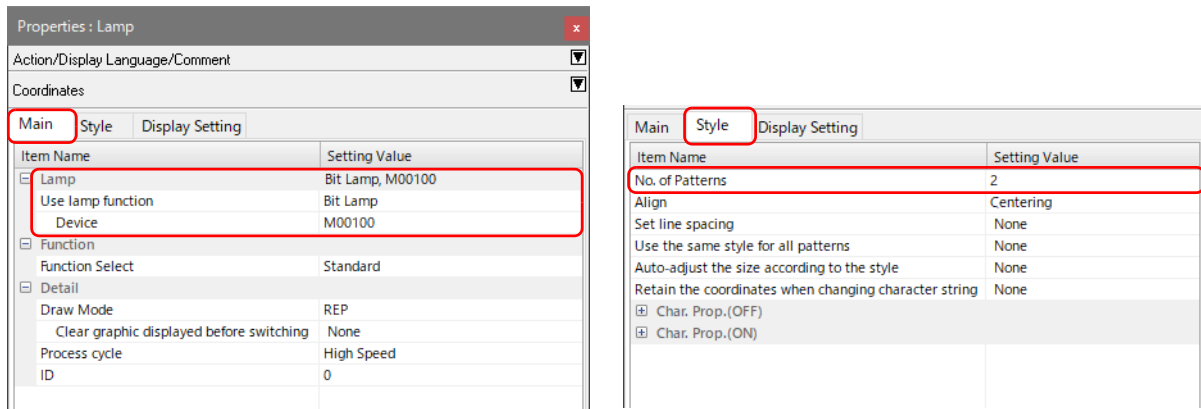 Properties : Lamp x
Action/Display Language/Comment
Coordinates
Main Style Display Setting
Item Name Setting Value
Lamp Bit Lamp, M00100
Use lamp function Bit Lamp
Device M00100
Function
Function Select Standard
Detail
Draw Mode REP
Clear graphic displayed before switching None
Process cycle High Speed
ID 0
Main Style Display Setting
Item Name Setting Value
No. of Patterns 2
Align Centering
Set line spacing None
Use the same style for all patterns None
Auto-adjust the size according to the style None
Retain the coordinates when changing character string None
Char. Prop.(OFF)
Char. Prop.(ON)